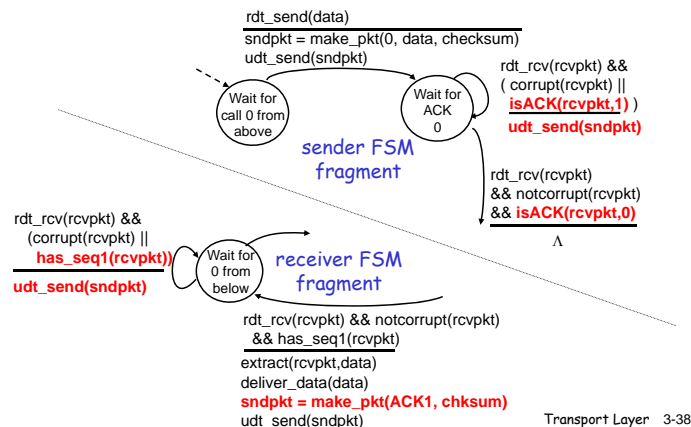 rdt_send(data)
sndpkt = make_pkt(0, data, checksum)
udt_send(sndpkt)
Wait for
call 0 from
above
Wait for
ACK
0
rdt_rcv(rcvpkt) &&
( corrupt(rcvpkt) ||
isACK(rcvpkt,1) )
udt_send(sndpkt)
sender FSM
fragment
rdt_rcv(rcvpkt)
&& notcorrupt(rcvpkt)
&& isACK(rcvpkt,0)
Λ
rdt_rcv(rcvpkt) &&
(corrupt(rcvpkt) ||
has_seq1(rcvpkt))
udt_send(sndpkt)
Wait for
0 from
below
receiver FSM
fragment
rdt_rcv(rcvpkt) && notcorrupt(rcvpkt)
&& has_seq1(rcvpkt)
extract(rcvpkt,data)
deliver_data(data)
sndpkt = make_pkt(ACK1, chksum)
udt_send(sndpkt)
Transport Layer 3-38